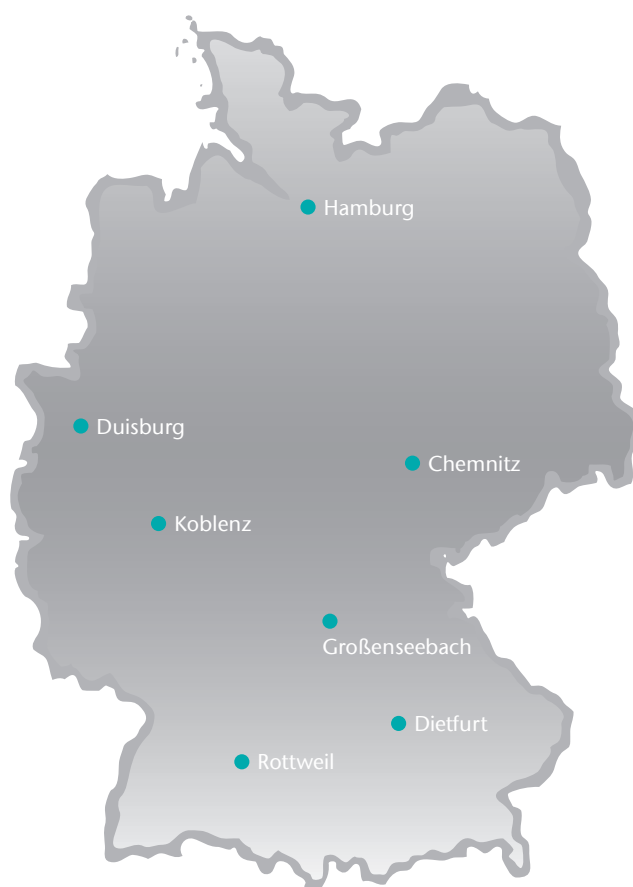 Hamburg
Duisburg
Chemnitz
Koblenz
Großenseebach
Dietfurt
Rottweil